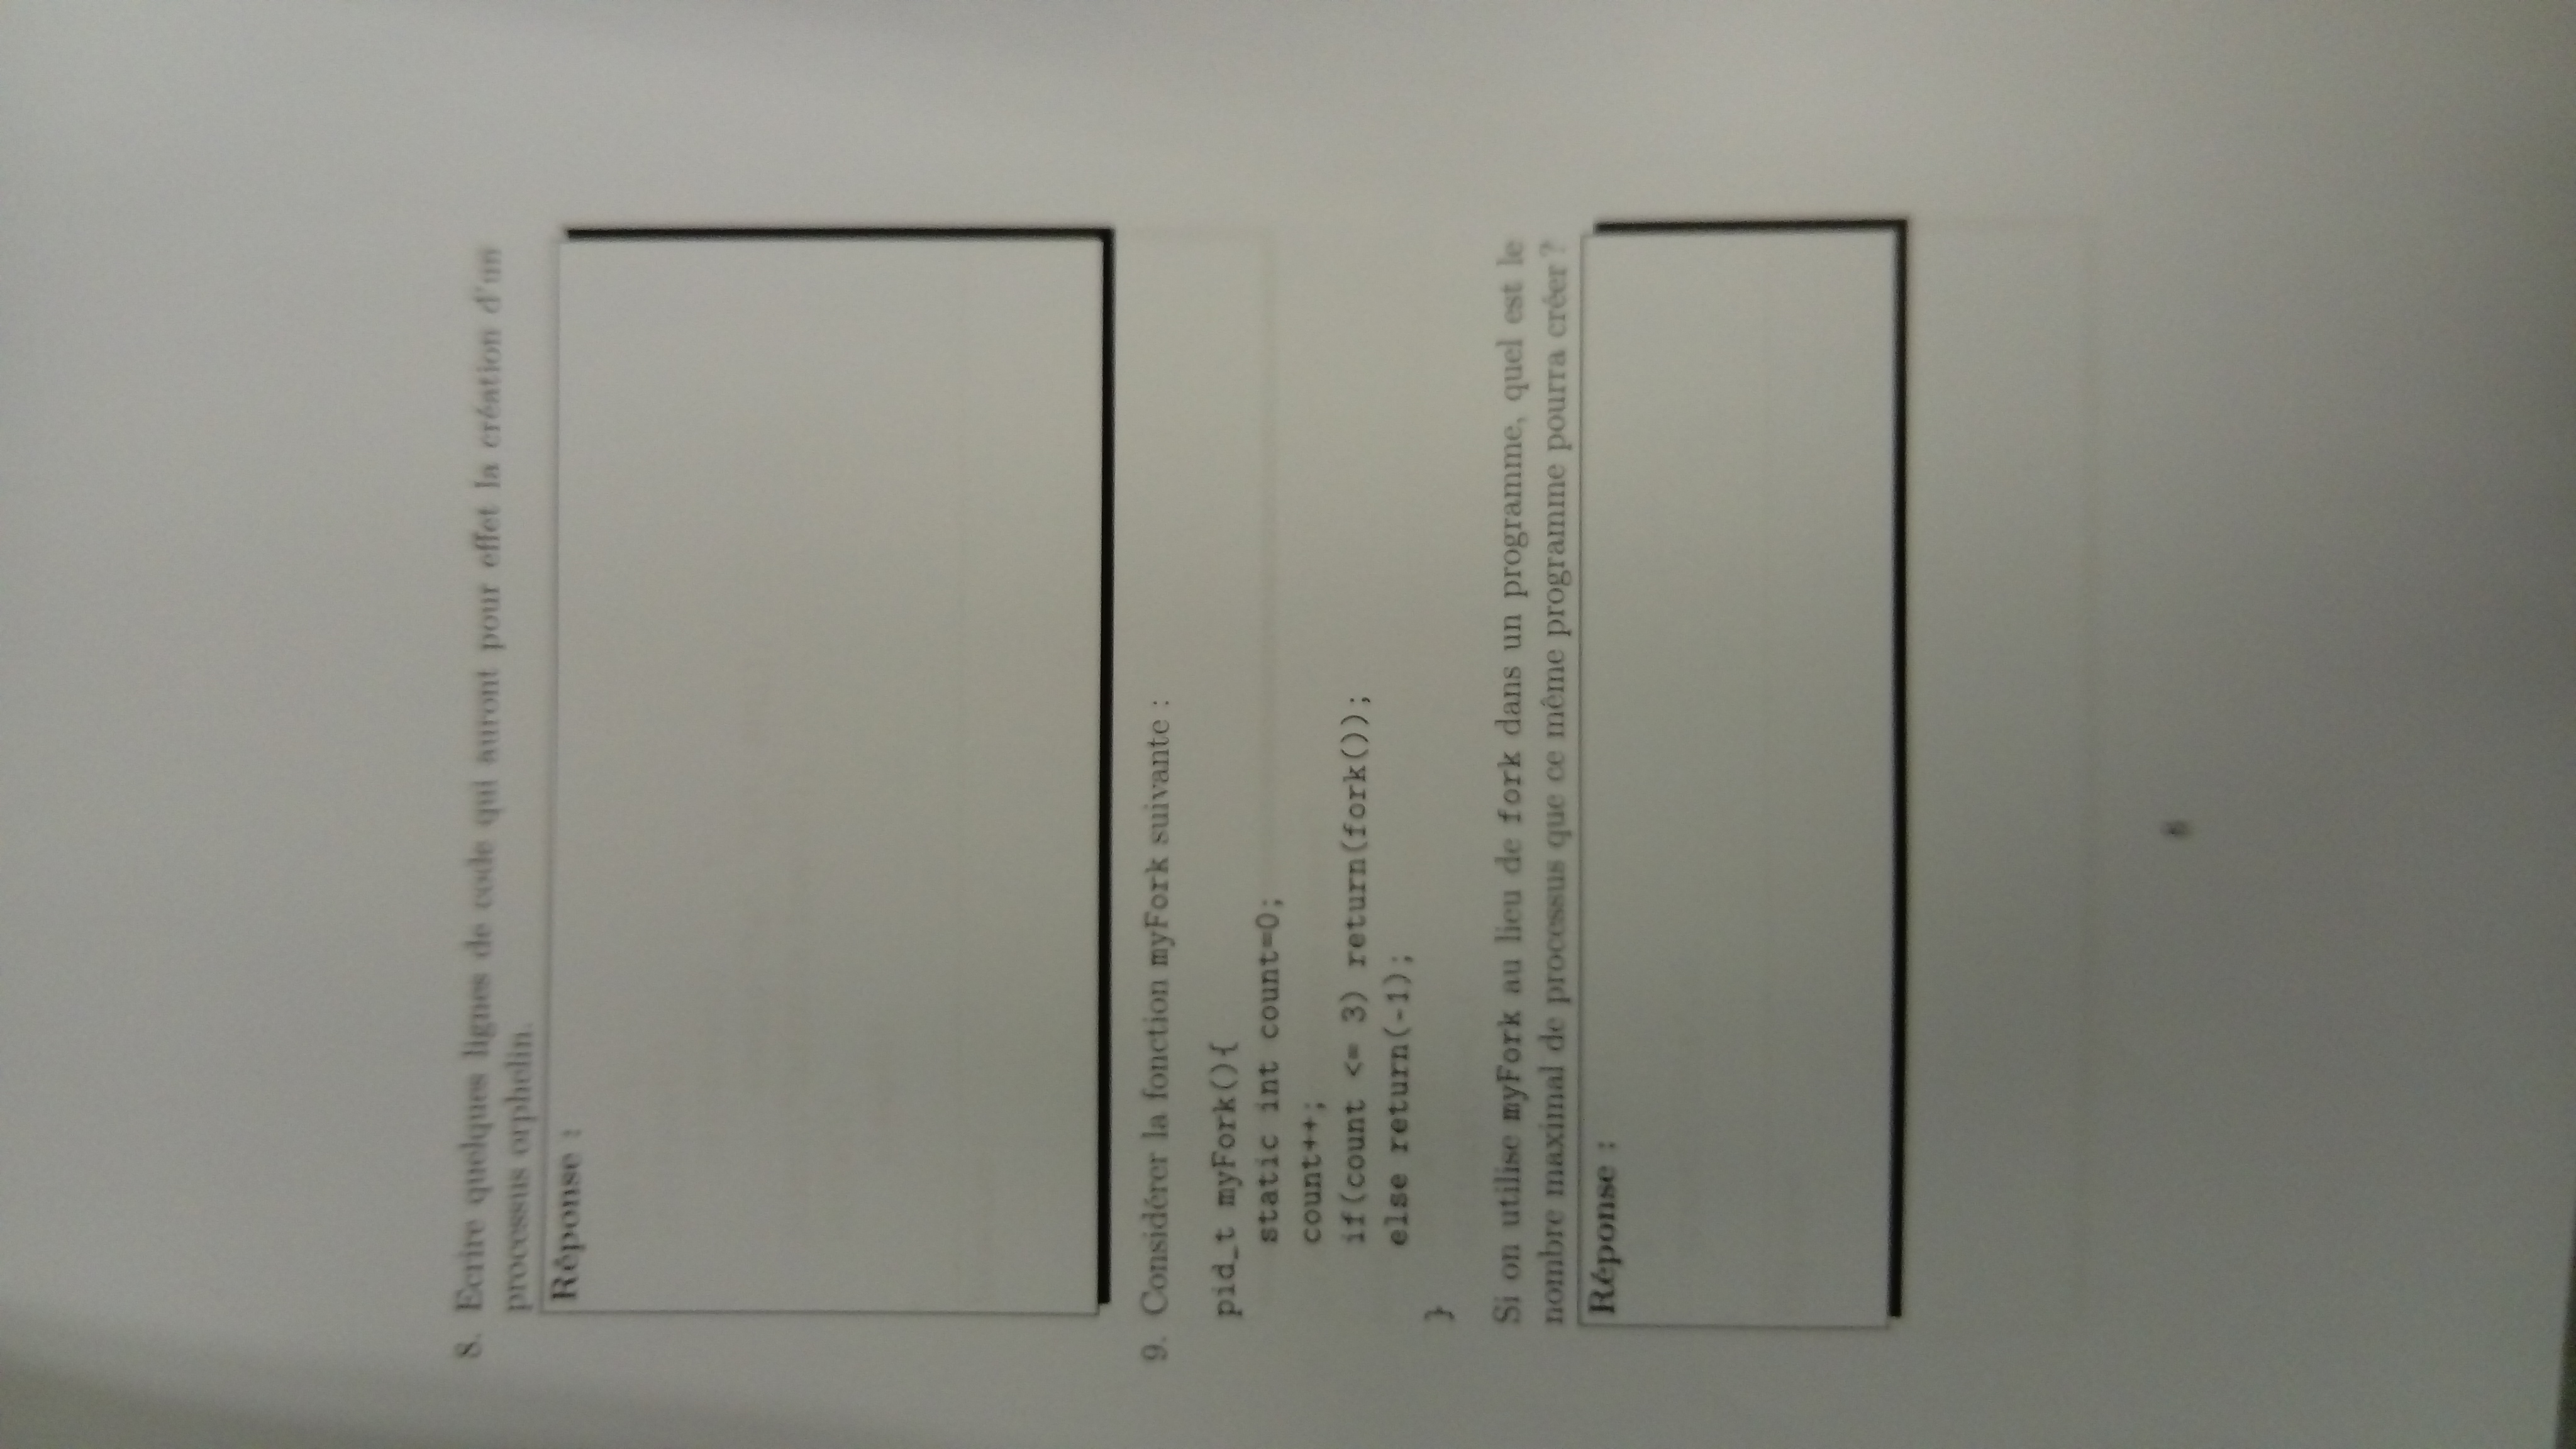 8. Ecrire quelques lignes de code qui auront pour effet la création d'un
processus orphelin.
Réponse :
9. Considérer la fonction myFork suivante :
pid_t myFork(){
static int count=0;
count++;
if(count <= 3) return(fork());
else return(-1);
}
Si on utilise myFork au lieu de fork dans un programme, quel est le
nombre maximal de processus que ce même programme pourra créer ?
Réponse :